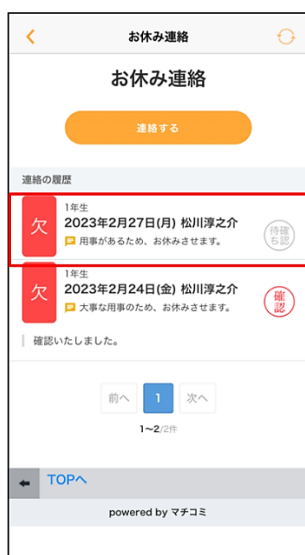 お休み連絡
お休み連絡
連絡する
連絡の履歴
欠
1年生
2023年2月27日(月) 松川淳之介
用事があるため、お休みさせます。
確認待ち
欠
1年生
2023年2月24日(金) 松川淳之介
大事な用事のため、お休みさせます。
確認
確認いたしました。
前へ 1 次へ
1~2/2件
TOPへ
powered by マチコミ